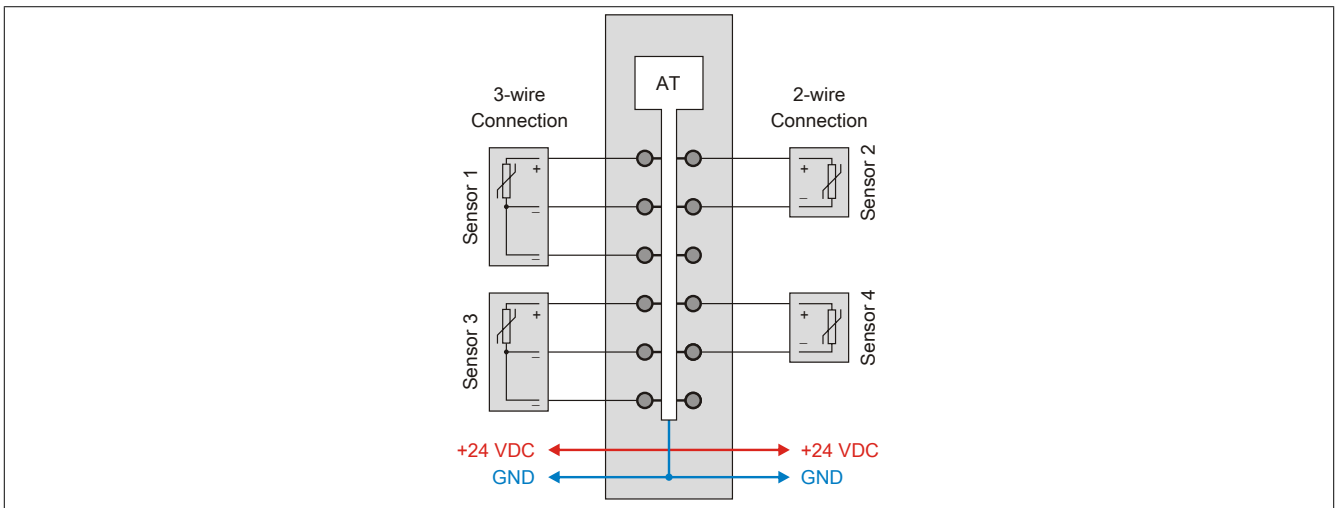 AT
3-wire
Connection
2-wire
Connection
Sensor 1
+
–
–
Sensor 2
+
–
Sensor 3
+
–
–
Sensor 4
+
–
+24 VDC
+24 VDC
GND
GND